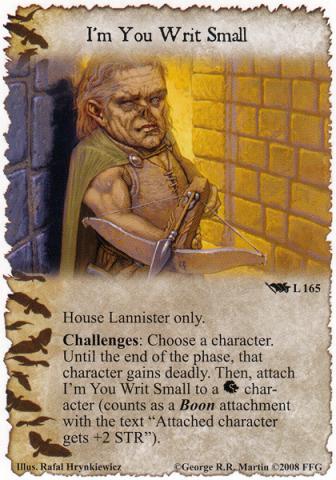 I'm You Writ Small
L 165
House Lannister only.
Challenges: Choose a character.
Until the end of the phase, that
character gains deadly. Then, attach
I'm You Writ Small to a char-
acter (counts as a Boon attachment
with the text “Attached character
gets +2 STR”).
Illus. Rafal Hrynkiewicz ©George R.R. Martin ©2008 FFG